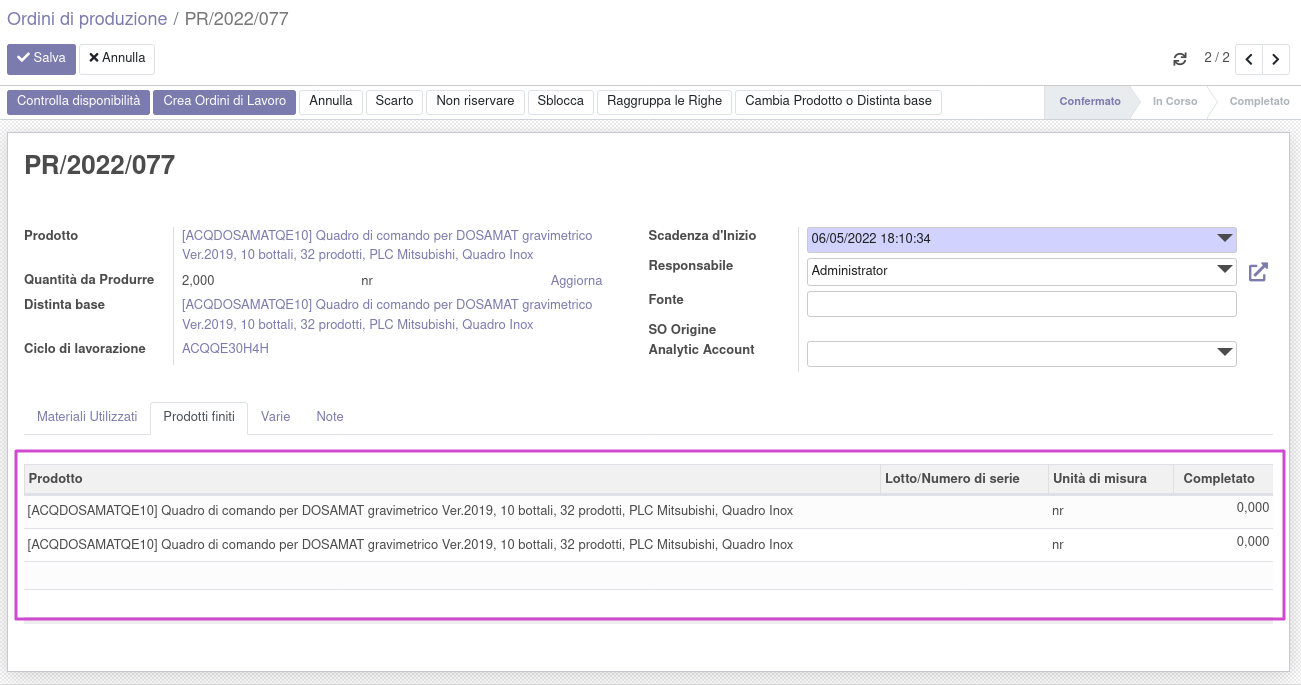 Ordini di produzione / PR/2022/077
Salva Annulla 2 / 2
Controlla disponibilità Crea Ordini di Lavoro Annulla Scarto Non riservare Sblocca Raggruppa le Righe Cambia Prodotto o Distinta base Confermato In Corso Completato
PR/2022/077
Prodotto [ACQDOSAMATQE10] Quadro di comando per DOSAMAT gravimetrico
Ver.2019, 10 bottali, 32 prodotti, PLC Mitsubishi, Quadro Inox
Quantità da Produrre 2,000 nr Aggiorna
Distinta base [ACQDOSAMATQE10] Quadro di comando per DOSAMAT gravimetrico
Ver.2019, 10 bottali, 32 prodotti, PLC Mitsubishi, Quadro Inox
Ciclo di lavorazione ACQQE30H4H
Scadenza d'Inizio 06/05/2022 18:10:34
Responsabile Administrator
Fonte
SO Origine
Analytic Account
Materiali Utilizzati Prodotti finiti Varie Note
Prodotto Lotto/Numero di serie Unità di misura Completato
[ACQDOSAMATQE10] Quadro di comando per DOSAMAT gravimetrico Ver.2019, 10 bottali, 32 prodotti, PLC Mitsubishi, Quadro Inox nr 0,000
[ACQDOSAMATQE10] Quadro di comando per DOSAMAT gravimetrico Ver.2019, 10 bottali, 32 prodotti, PLC Mitsubishi, Quadro Inox nr 0,000